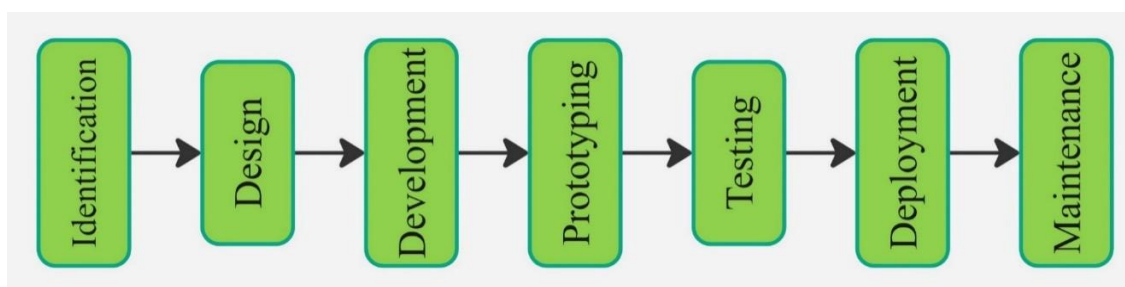 Identification
Design
Development
Prototyping
Testing
Deployment
Maintenance